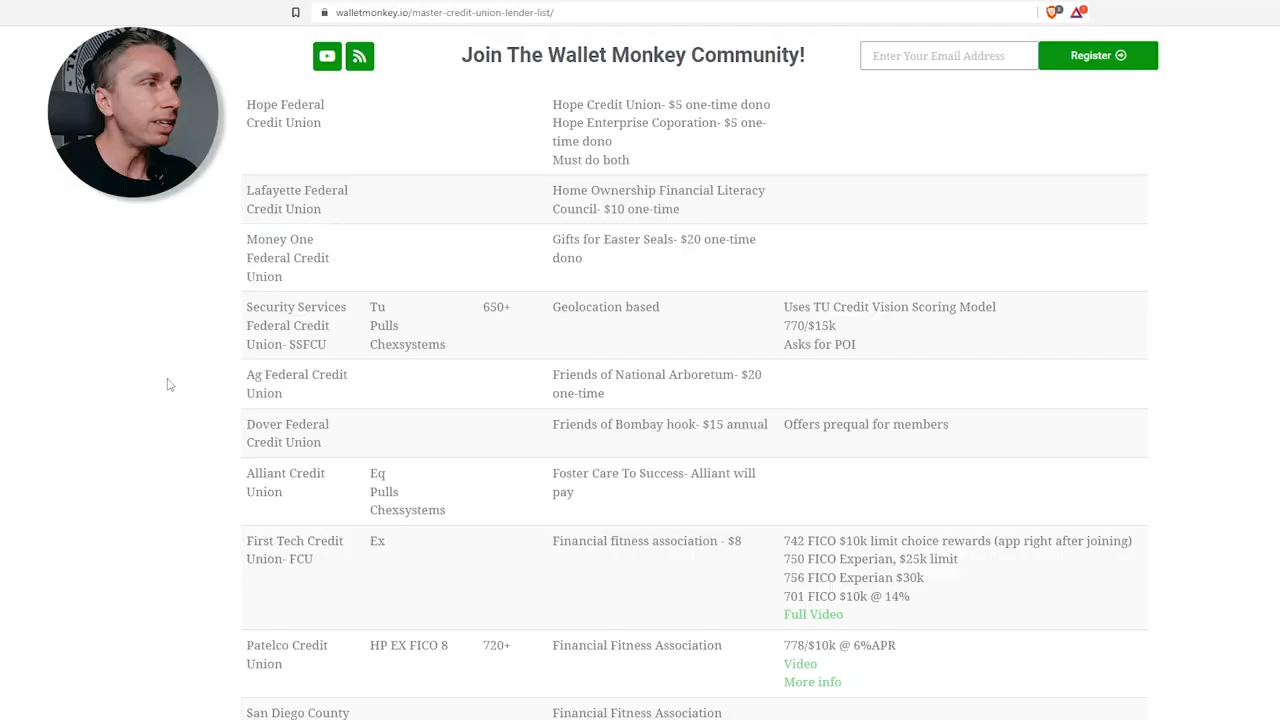 walletmonkey.io/master-credit-union-lender-list/
Join The Wallet Monkey Community!
Enter Your Email Address
Register
Hope Federal
Credit Union
Hope Credit Union- $5 one-time dono
Hope Enterprise Coporation- $5 one-
time dono
Must do both
Lafayette Federal
Credit Union
Home Ownership Financial Literacy
Council- $10 one-time
Money One
Federal Credit
Union
Gifts for Easter Seals- $20 one-time
dono
Security Services
Federal Credit
Union- SSFCU
Tu
Pulls
Chexsystems
650+
Geolocation based
Uses TU Credit Vision Scoring Model
770/$15k
Asks for POI
Ag Federal Credit
Union
Friends of National Arboretum- $20
one-time
Dover Federal
Credit Union
Friends of Bombay hook- $15 annual
Offers prequal for members
Alliant Credit
Union
Eq
Pulls
Chexsystems
Foster Care To Success- Alliant will
pay
First Tech Credit
Union- FCU
Ex
Financial fitness association - $8
742 FICO $10k limit choice rewards (app right after joining)
750 FICO Experian, $25k limit
756 FICO Experian $30k
701 FICO $10k @ 14%
Full Video
Patelco Credit
Union
HP EX FICO 8
720+
Financial Fitness Association
778/$10k @ 6%APR
Video
More info
San Diego County
Financial Fitness Association